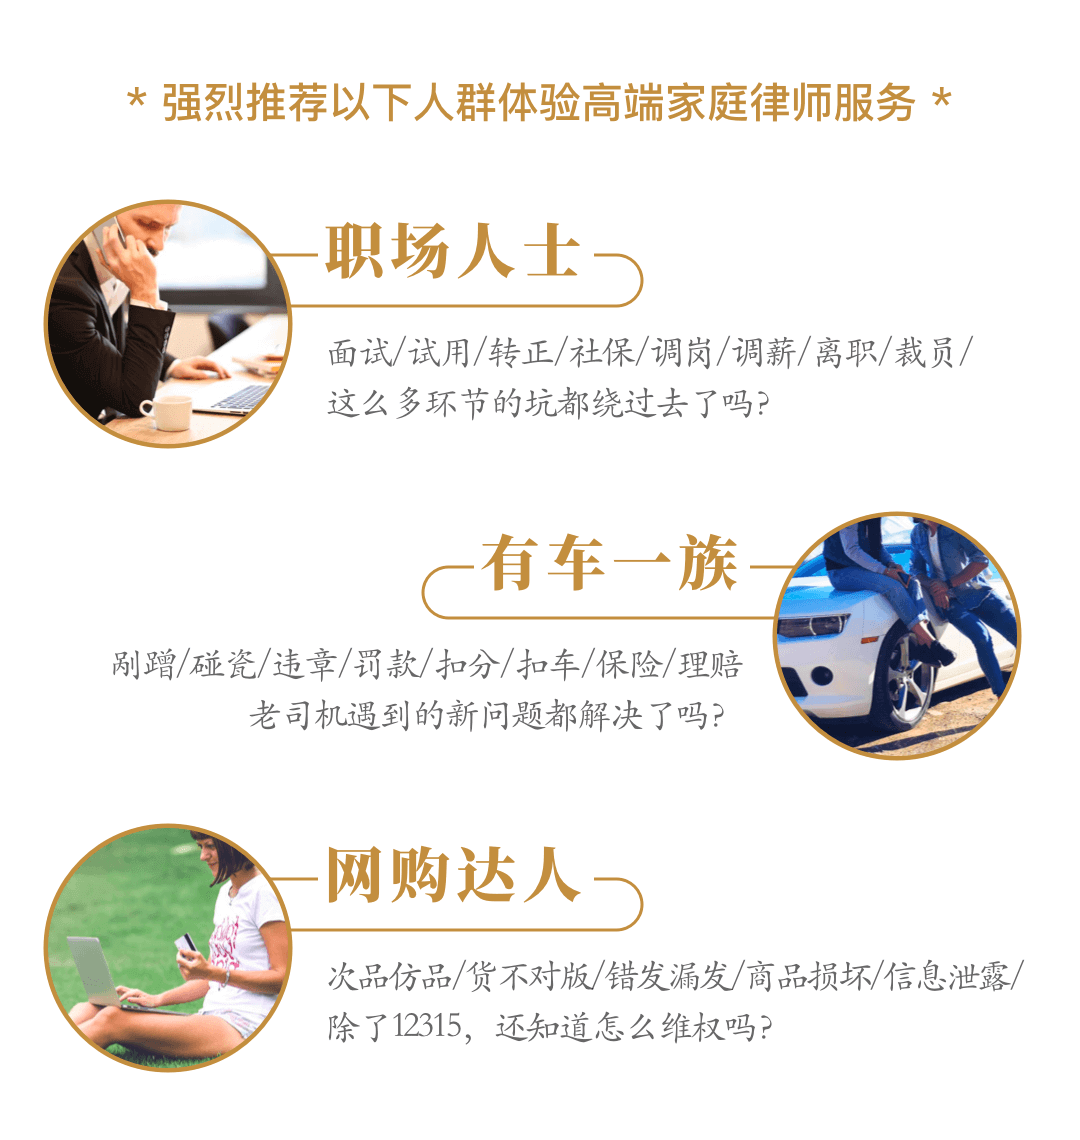 * 强烈推荐以下人群体验高端家庭律师服务 *
职场人士
面试/试用/转正/社保/调岗/调薪/离职/裁员/
这么多环节的坑都绕过去了吗？
有车一族
剐蹭/碰瓷/违章/罚款/扣分/扣车/保险/理赔
老司机遇到的新问题都解决了吗？
网购达人
次品仿品/货不对版/错发漏发/商品损坏/信息泄露/
除了12315，还知道怎么维权吗？